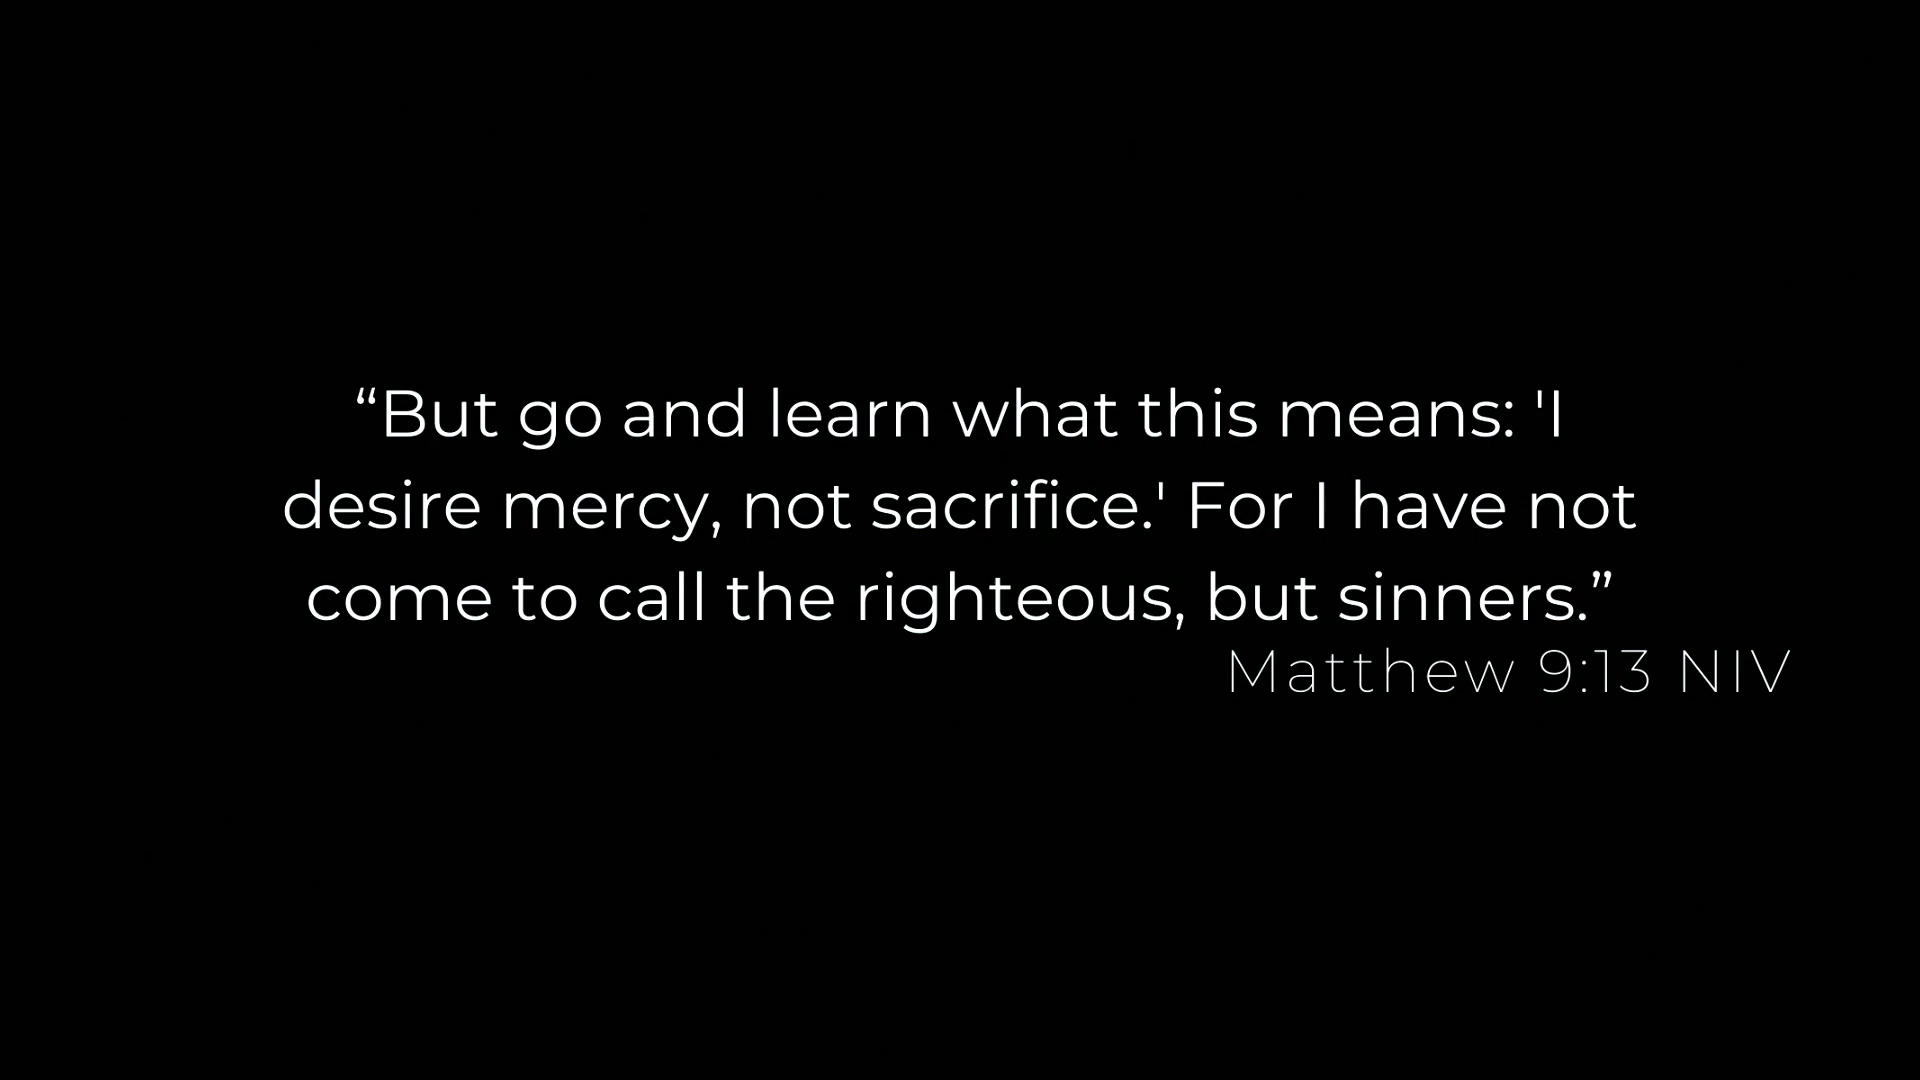 “But go and learn what this means: 'I
desire mercy, not sacrifice.' For I have not
come to call the righteous, but sinners.”
Matthew 9:13 NIV